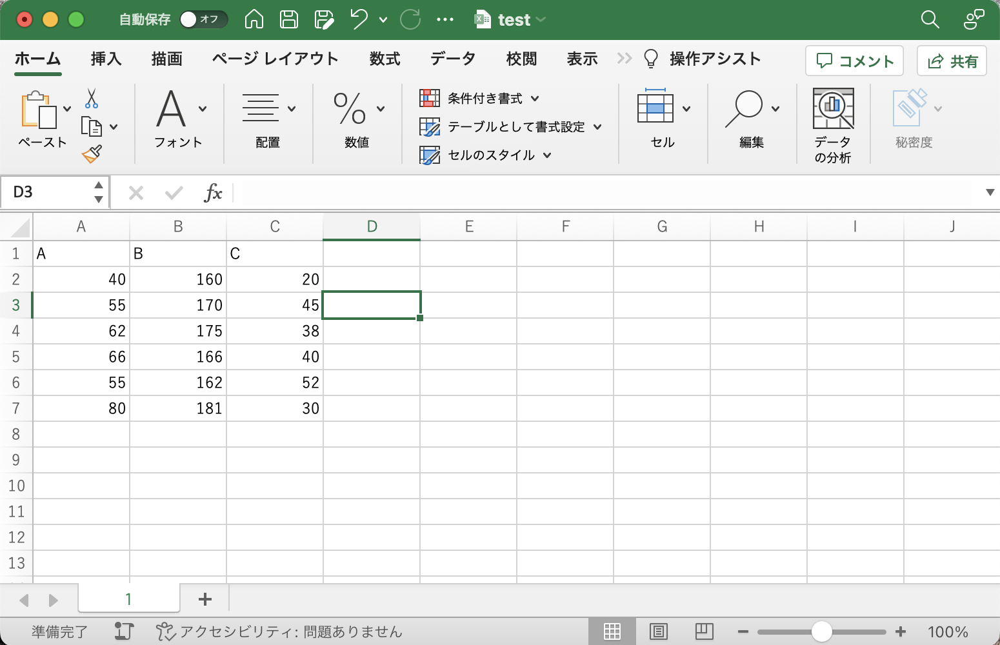 自動保存 オフ test
ホーム 挿入 描画 ページ レイアウト 数式 データ 校閲 表示 操作アシスト コメント 共有
ペースト
フォント
配置
%
数値
条件付き書式
テーブルとして書式設定
セルのスタイル
セル
編集
データ
の分析
秘密度
D3 fx
A B C D E F G H I J
1 A B C
2 40 160 20
3 55 170 45
4 62 175 38
5 66 166 40
6 55 162 52
7 80 181 30
8
9
10
11
12
13
1
準備完了 アクセシビリティ: 問題ありません 100%